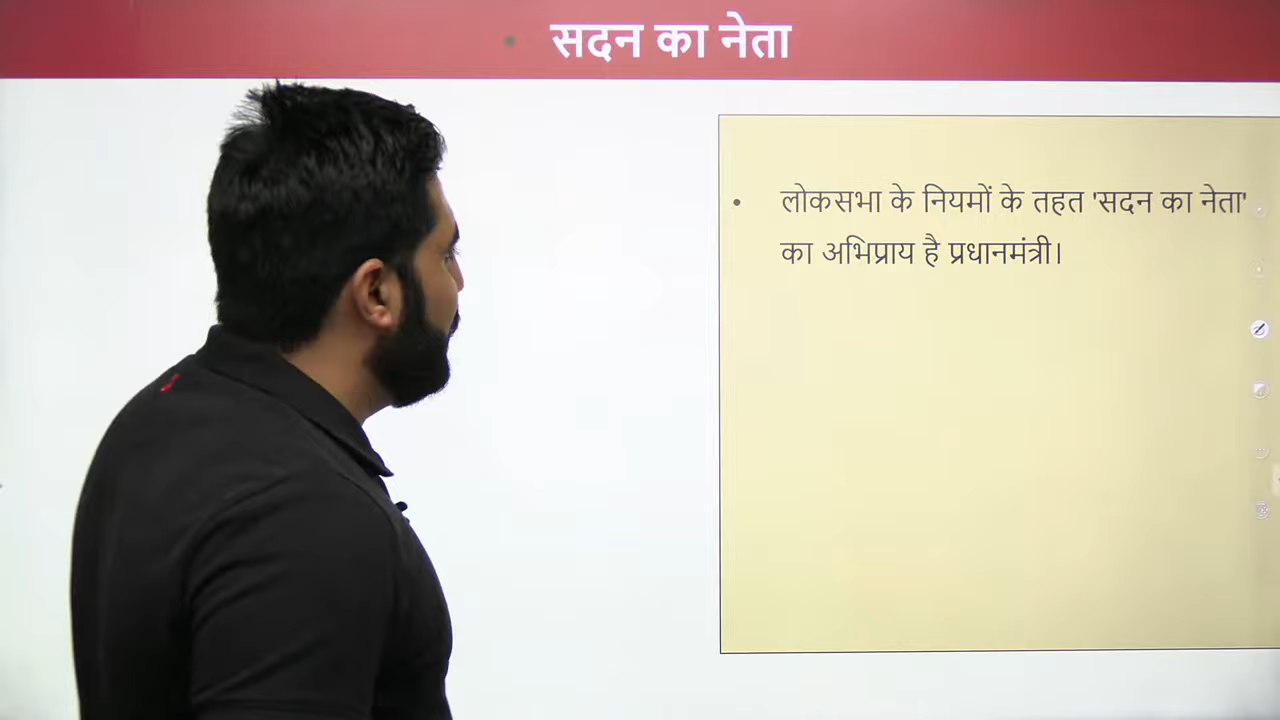 • सदन का नेता
• लोकसभा के नियमों के तहत 'सदन का नेता'
का अभिप्राय है प्रधानमंत्री।